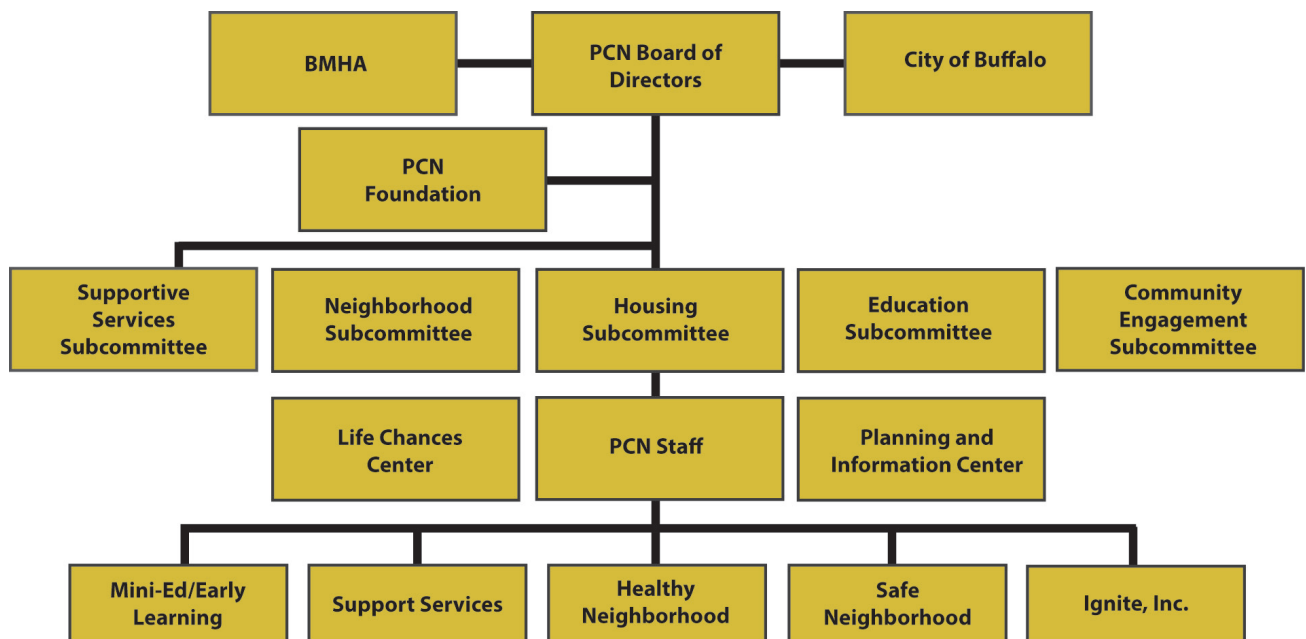 BMHA
PCN Board of
Directors
City of Buffalo
PCN
Foundation
Supportive
Services
Subcommittee
Neighborhood
Subcommittee
Housing
Subcommittee
Education
Subcommittee
Community
Engagement
Subcommittee
Life Chances
Center
PCN Staff
Planning and
Information Center
Mini-Ed/Early
Learning
Support Services
Healthy
Neighborhood
Safe
Neighborhood
Ignite, Inc.